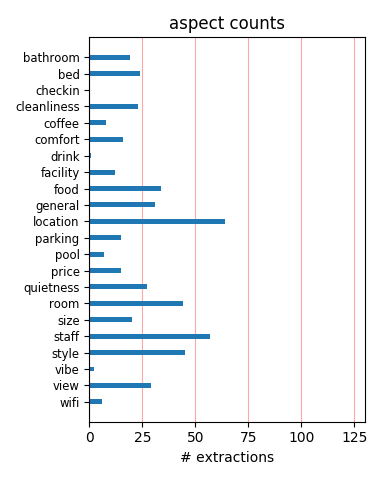 aspect counts
bathroom
bed
checkin
cleanliness
coffee
comfort
drink
facility
food
general
location
parking
pool
price
quietness
room
size
staff
style
vibe
view
wifi
0 25 50 75 100 125
# extractions